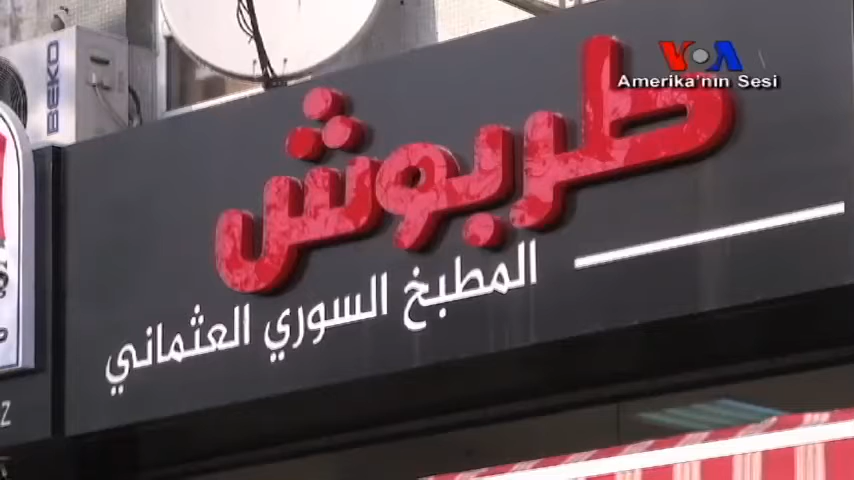 VOA
Amerika'nın Sesi
BEKO
طربوش
المطبخ السوري العثماني